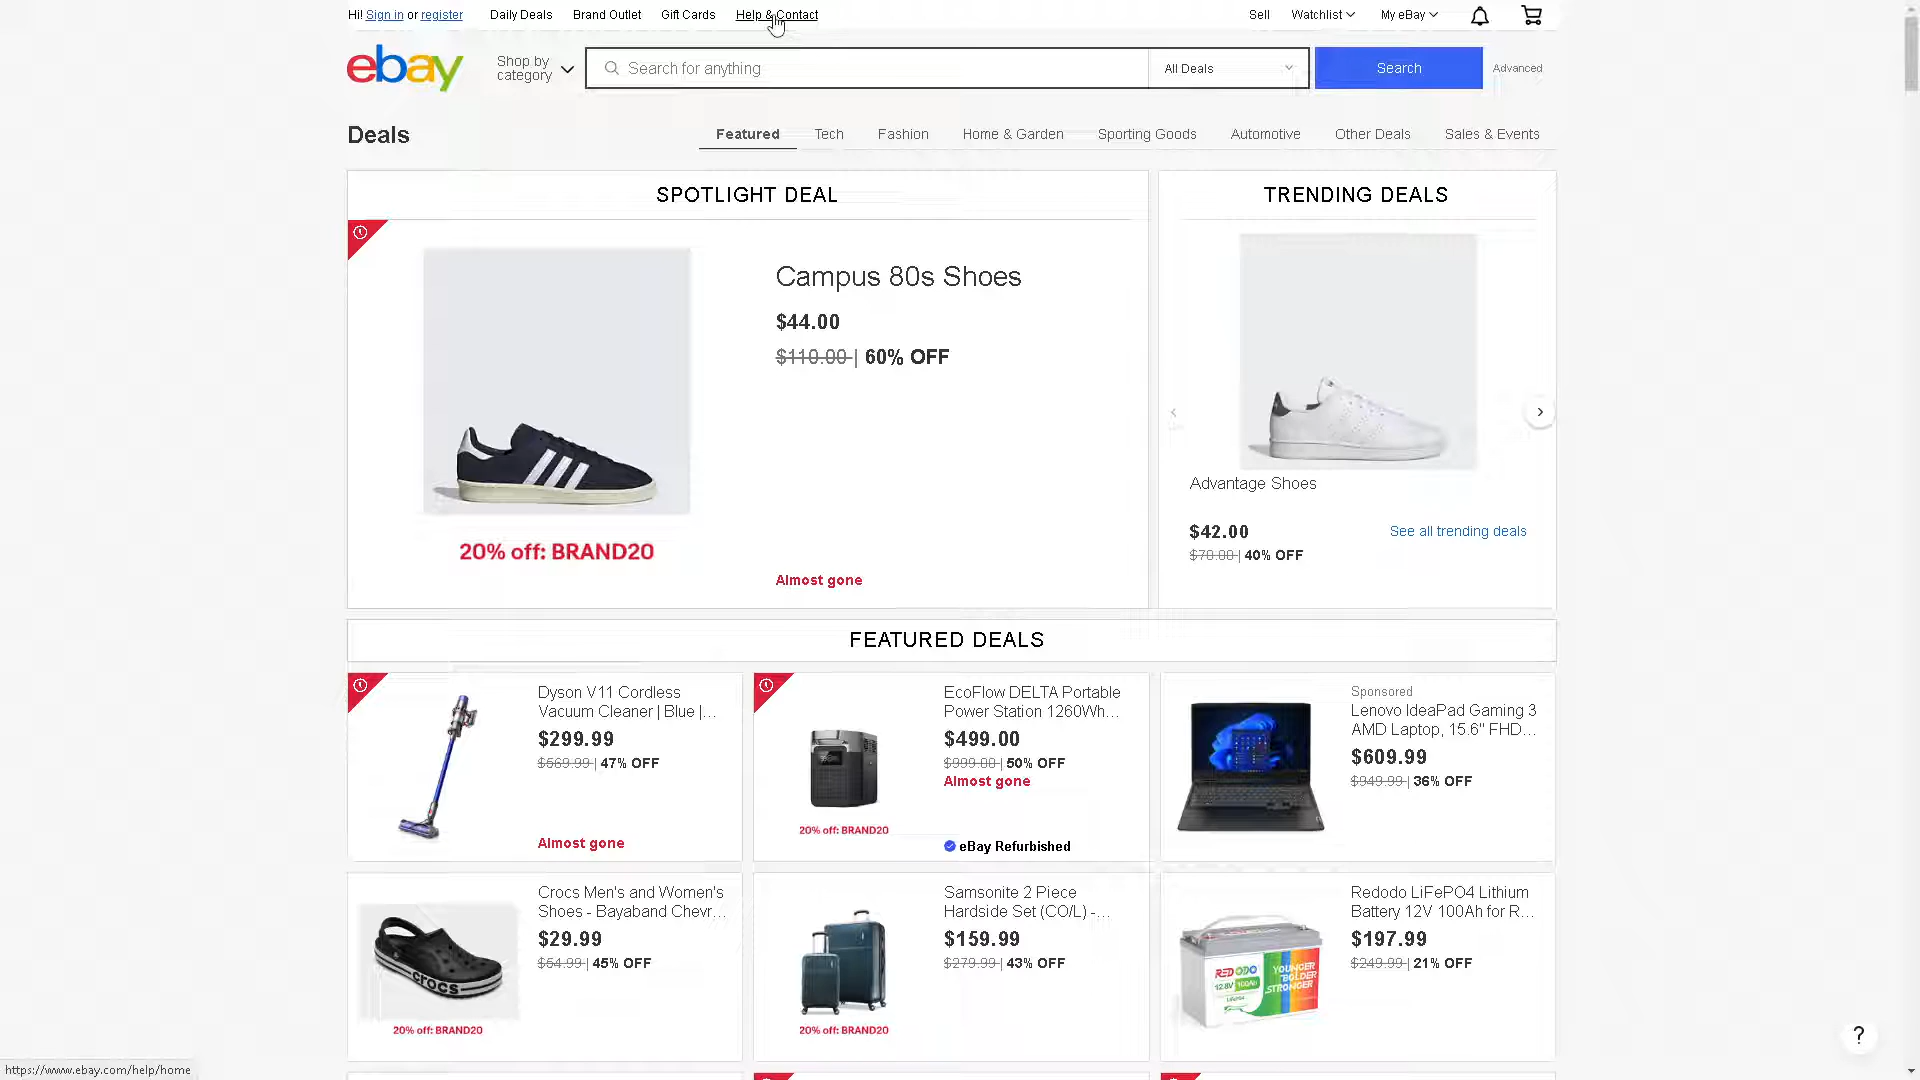 Hi! Sign in or register Daily Deals Brand Outlet Gift Cards Help & Contact Sell Watchlist My eBay
ebay
Shop by category
Search for anything
All Deals
Search
Advanced
Deals
Featured Tech Fashion Home & Garden Sporting Goods Automotive Other Deals Sales & Events
SPOTLIGHT DEAL
Campus 80s Shoes
$44.00
$110.00 | 60% OFF
20% off: BRAND20
Almost gone
TRENDING DEALS
Advantage Shoes
$42.00
See all trending deals
$70.00 | 40% OFF
FEATURED DEALS
Dyson V11 Cordless
Vacuum Cleaner | Blue |...
$299.99
$569.99 | 47% OFF
Almost gone
EcoFlow DELTA Portable
Power Station 1260Wh...
$499.00
$999.00 | 50% OFF
Almost gone
20% off: BRAND20
eBay Refurbished
Sponsored
Lenovo IdeaPad Gaming 3
AMD Laptop, 15.6" FHD...
$609.99
$949.99 | 36% OFF
Crocs Men's and Women's
Shoes - Bayaband Chevr...
$29.99
$54.99 | 45% OFF
crocs
20% off: BRAND20
Samsonite 2 Piece
Hardside Set (CO/L) -...
$159.99
$279.99 | 43% OFF
20% off: BRAND20
Redodo LiFePO4 Lithium
Battery 12V 100Ah for R...
$197.99
$249.99 | 21% OFF
REDODO
12.8V 100Ah
YOUNGER
BOLDER
STRONGER
?
https://www.ebay.com/help/home